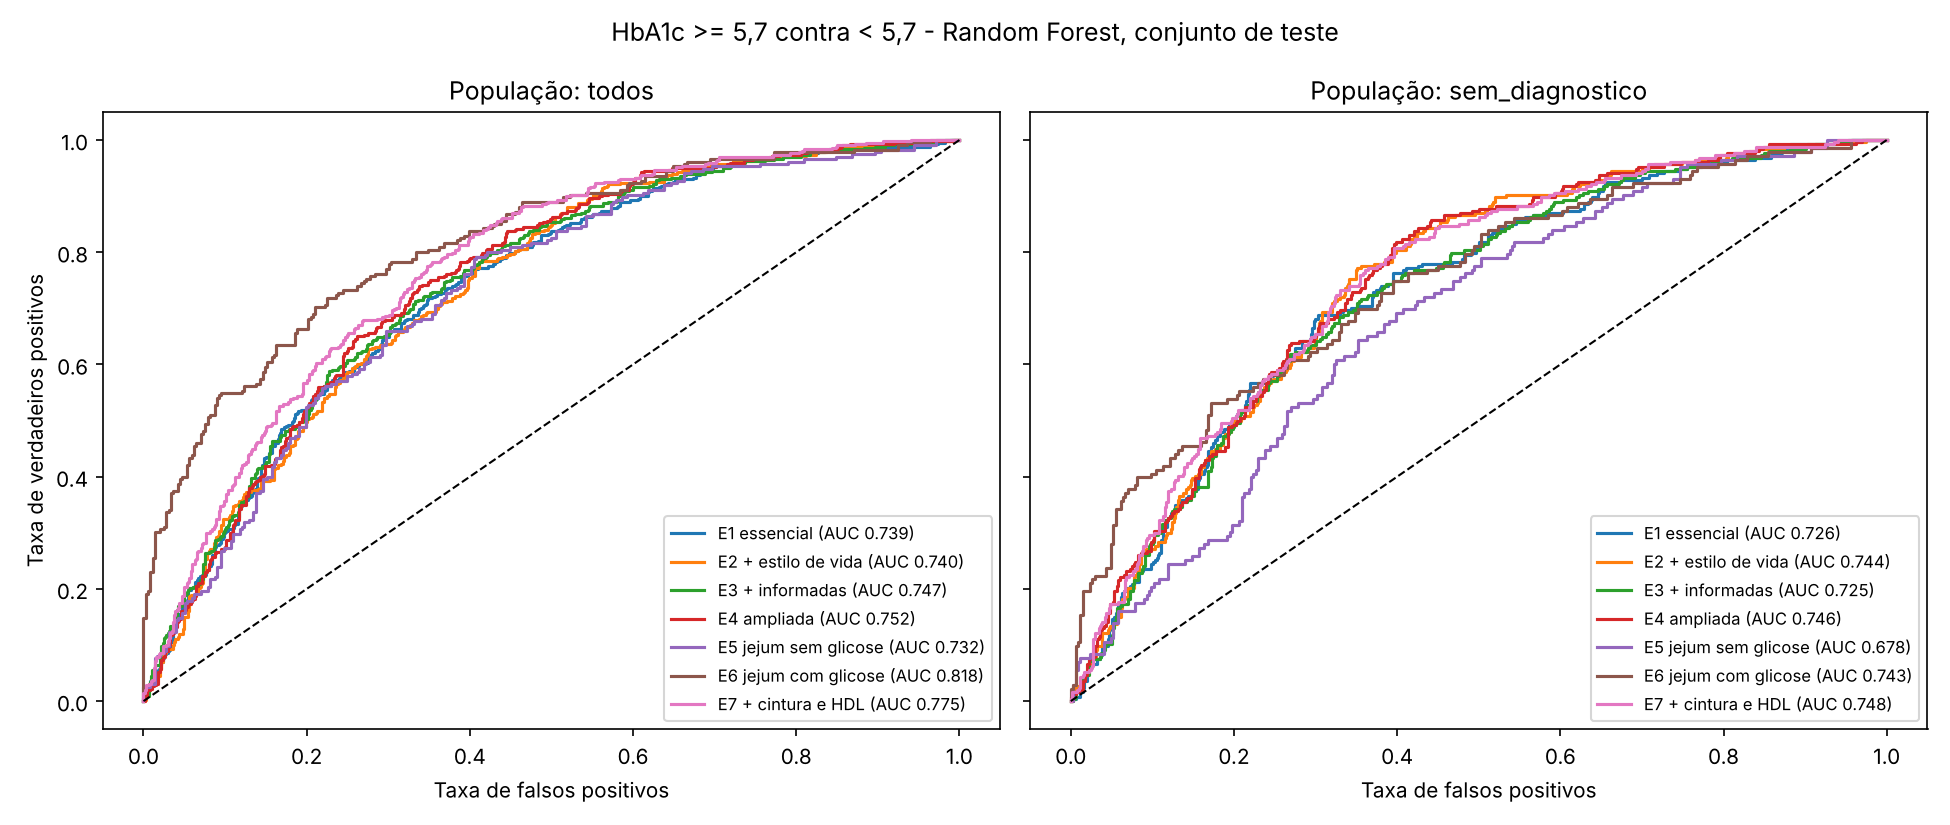 HbA1c >= 5,7 contra < 5,7 - Random Forest, conjunto de teste
População: todos
Taxa de verdadeiros positivos
1.0
0.8
0.6
0.4
0.2
0.0
0.0 0.2 0.4 0.6 0.8 1.0
Taxa de falsos positivos
E1 essencial (AUC 0.739)
E2 + estilo de vida (AUC 0.740)
E3 + informadas (AUC 0.747)
E4 ampliada (AUC 0.752)
E5 jejum sem glicose (AUC 0.732)
E6 jejum com glicose (AUC 0.818)
E7 + cintura e HDL (AUC 0.775)
População: sem_diagnostico
0.0 0.2 0.4 0.6 0.8 1.0
Taxa de falsos positivos
E1 essencial (AUC 0.726)
E2 + estilo de vida (AUC 0.744)
E3 + informadas (AUC 0.725)
E4 ampliada (AUC 0.746)
E5 jejum sem glicose (AUC 0.678)
E6 jejum com glicose (AUC 0.743)
E7 + cintura e HDL (AUC 0.748)